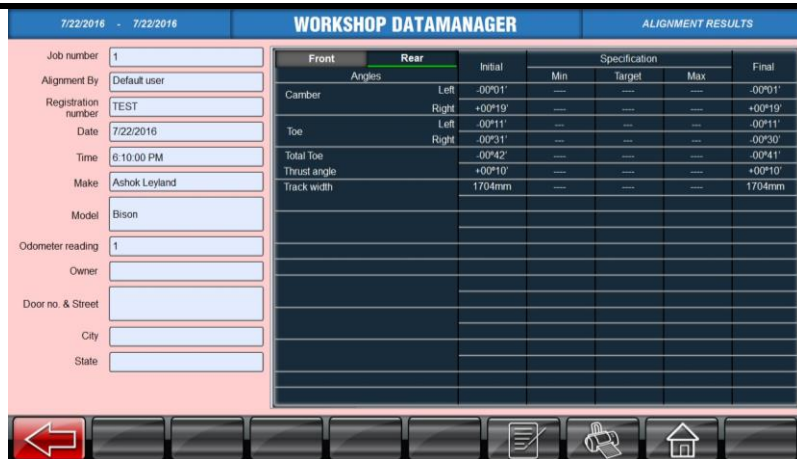 7/22/2016 - 7/22/2016 WORKSHOP DATAMANAGER ALIGNMENT RESULTS
Job number 1
Alignment By Default user
Registration number TEST
Date 7/22/2016
Time 6:10:00 PM
Make Ashok Leyland
Model Bison
Odometer reading 1
Owner
Door no. & Street
City
State
Front Rear Initial Specification Final
Angles Min Target Max
Camber Left -00°01' ---- ---- ---- -00°01'
Right +00°19' ---- ---- ---- +00°19'
Toe Left -00°11' --- --- --- -00°11'
Right -00°31' --- --- --- -00°30'
Total Toe -00°42' ---- ---- ---- -00°41'
Thrust angle +00°10' ---- ---- ---- +00°10'
Track width 1704mm ---- ---- ---- 1704mm